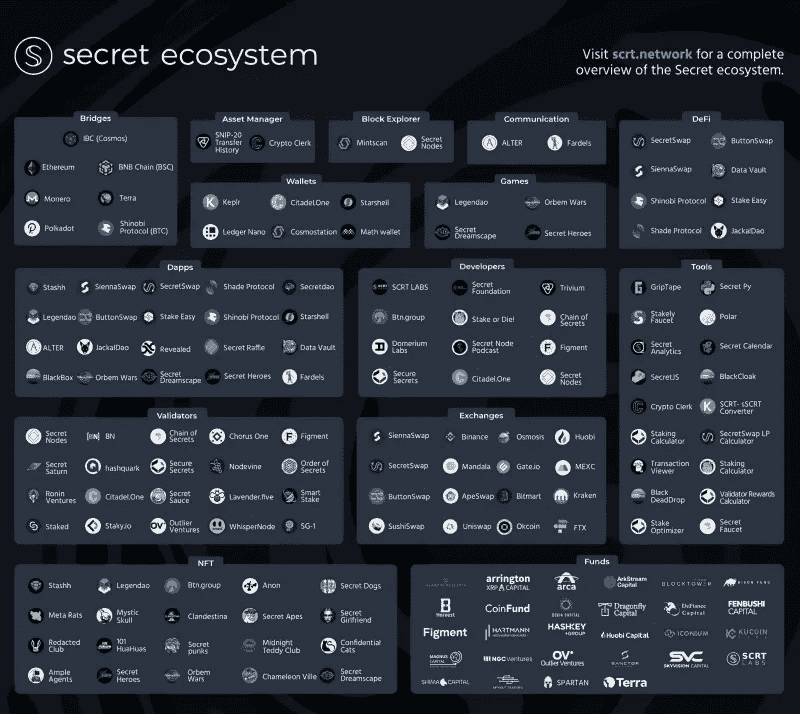 secret ecosystem
Visit scrt.network for a complete
overview of the Secret ecosystem.
Bridges
IBC (Cosmos)
Ethereum
BNB Chain (BSC)
Monero
Terra
Polkadot
Shinobi
Protocol (BTC)
Asset Manager
SNIP-20
Transfer
History
Crypto Clerk
Block Explorer
Mintscan
Secret
Nodes
Communication
ALTER
Fardels
DeFi
SecretSwap
ButtonSwap
SiennaSwap
Data Vault
Shinobi Protocol
Stake Easy
Shade Protocol
JackalDao
Wallets
Keplr
Citadel.One
Starshell
Ledger Nano
Cosmostation
Math wallet
Games
Legendao
Orbem Wars
Secret
Dreamscape
Secret Heroes
Dapps
Stashh
SiennaSwap
SecretSwap
Shade Protocol
Secretdao
Legendao
ButtonSwap
Stake Easy
Shinobi Protocol
Starshell
ALTER
JackalDao
Revealed
Secret Raffle
Data Vault
BlackBox
Orbem Wars
Secret
Dreamscape
Secret Heroes
Fardels
Developers
SCRT LABS
Secret
Foundation
Trivium
Btn.group
Stake or Die!
Chain of
Secrets
Domerium
Labs
Secret Node
Podcast
Figment
Secure
Secrets
Citadel.One
Secret
Nodes
Tools
GripTape
Secret Py
Stakely
Faucet
Polar
Secret
Analytics
Secret Calendar
SecretJS
BlackCloak
Crypto Clerk
SCRT- sSCRT
Converter
Staking
Calculator
SecretSwap LP
Calculator
Transaction
Viewer
Staking
Calculator
Black
DeadDrop
Validator Rewards
Calculator
Stake
Optimizer
Secret
Faucet
Validators
Secret
Nodes
[BN] BN
Chain of
Secrets
Chorus One
Figment
Secret
Saturn
hashquark
Secure
Secrets
Nodevine
Order of
Secrets
Ronin
Ventures
Citadel.One
Secret
Sauce
Lavender.five
Smart
Stake
Staked
Staky.io
OV Outlier
Ventures
WhisperNode
SG-1
Exchanges
SiennaSwap
Binance
Osmosis
Huobi
SecretSwap
Mandala
Gate.io
MEXC
ButtonSwap
ApeSwap
Bitmart
Kraken
SushiSwap
Uniswap
Okcoin
FTX
NFT
Stashh
Legendao
Btn.group
Anon
Secret Dogs
Meta Rats
Mystic
Skull
Clandestina
Secret Apes
Secret
Girlfriend
Redacted
Club
101
HuaHuas
Secret
punks
Midnight
Teddy Club
Confidential
Cats
Ample
Agents
Secret
Heroes
Orbem
Wars
Chameleon Ville
Secret
Dreamscape
Funds
arrington
XRP CAPITAL
arca
ArkStream
Capital
BLOCKTOWER
CoinFund
Dragonfly
Capital
DeFiance
Capital
FENBUSHI
CAPITAL
Figment
HARTMANN
HASHKEY
GROUP
Huobi Capital
ICONIUM
KUCOIN
MAGNUS
CAPITAL
NGC ventures
OV
Outlier Ventures
SANCTOR
SVC
SKYVISION CAPITAL
SCRT
LABS
SHIMA CAPITAL
SPARTAN
Terra